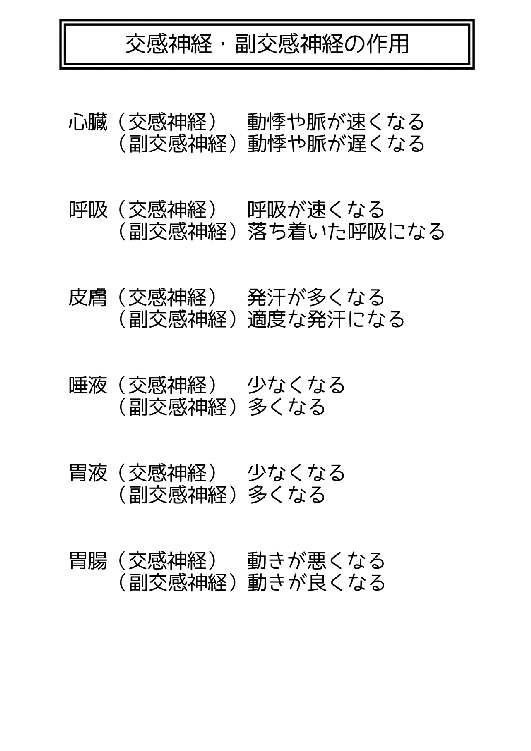 交感神経・副交感神経の作用
心臓（交感神経）　動悸や脈が速くなる
（副交感神経）動悸や脈が遅くなる
呼吸（交感神経）　呼吸が速くなる
（副交感神経）落ち着いた呼吸になる
皮膚（交感神経）　発汗が多くなる
（副交感神経）適度な発汗になる
唾液（交感神経）　少なくなる
（副交感神経）多くなる
胃液（交感神経）　少なくなる
（副交感神経）多くなる
胃腸（交感神経）　動きが悪くなる
（副交感神経）動きが良くなる